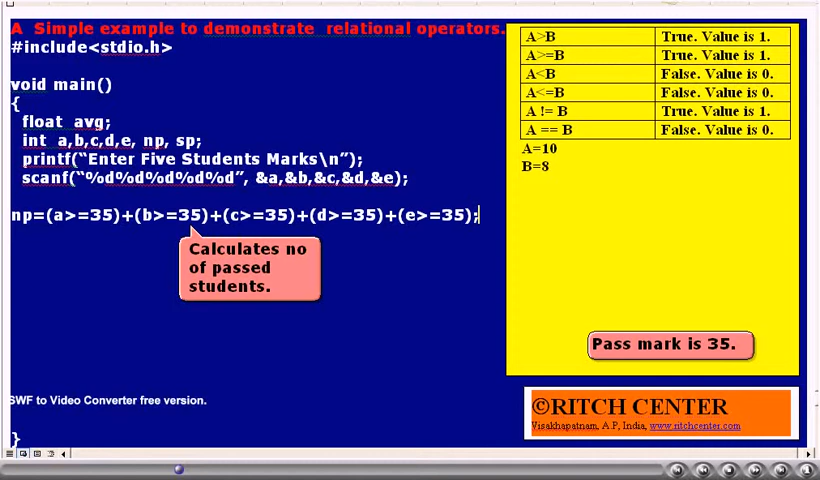 A Simple example to demonstrate relational operators.
#include<stdio.h>
void main()
{
float avg;
int a,b,c,d,e, np, sp;
printf(“Enter Five Students Marks\n”);
scanf(“%d%d%d%d%d”, &a,&b,&c,&d,&e);
np=(a>=35)+(b>=35)+(c>=35)+(d>=35)+(e>=35);
Calculates no
of passed
students.
SWF to Video Converter free version.
}
A>B True. Value is 1.
A>=B True. Value is 1.
A<B False. Value is 0.
A<=B False. Value is 0.
A != B True. Value is 1.
A == B False. Value is 0.
A=10
B=8
Pass mark is 35.
©RITCH CENTER
Visakhapatnam, A.P, India, www.ritchcenter.com